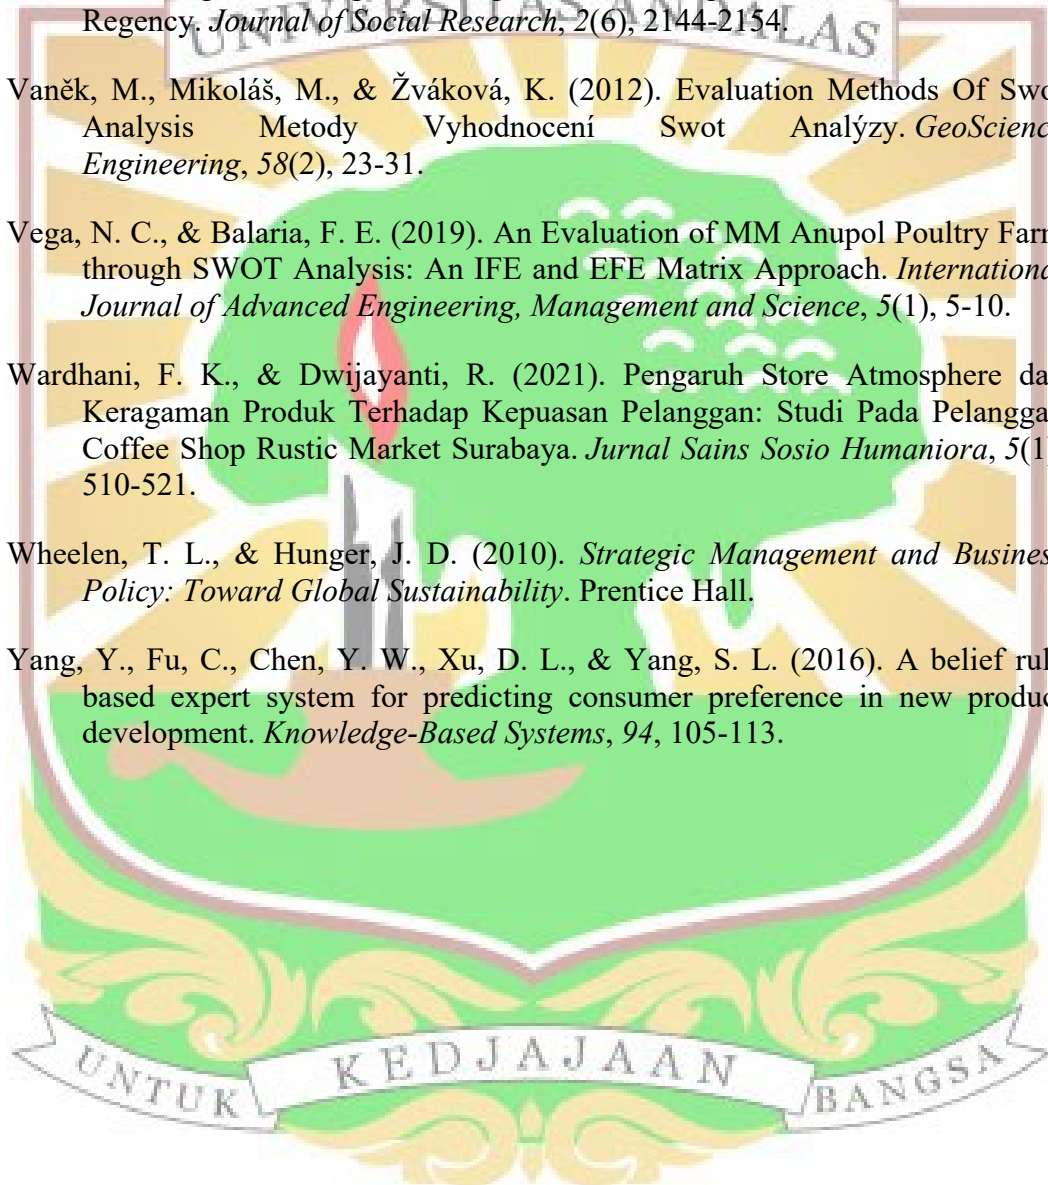 Regency. Journal of Social Research, 2(6), 2144-2154.
UNIVERSITAS ANDALAS
Vaněk, M., Mikoláš, M., & Žváková, K. (2012). Evaluation Methods Of Swo
Analysis Metody Vyhodnocení Swot Analýzy. GeoScienc
Engineering, 58(2), 23-31.
Vega, N. C., & Balaria, F. E. (2019). An Evaluation of MM Anupol Poultry Farm
through SWOT Analysis: An IFE and EFE Matrix Approach. Internationa
Journal of Advanced Engineering, Management and Science, 5(1), 5-10.
Wardhani, F. K., & Dwijayanti, R. (2021). Pengaruh Store Atmosphere da
Keragaman Produk Terhadap Kepuasan Pelanggan: Studi Pada Pelangga
Coffee Shop Rustic Market Surabaya. Jurnal Sains Sosio Humaniora, 5(1
510-521.
Wheelen, T. L., & Hunger, J. D. (2010). Strategic Management and Busines
Policy: Toward Global Sustainability. Prentice Hall.
Yang, Y., Fu, C., Chen, Y. W., Xu, D. L., & Yang, S. L. (2016). A belief rul
based expert system for predicting consumer preference in new produc
development. Knowledge-Based Systems, 94, 105-113.
UNTUK KEDJAJAAN BANGSA